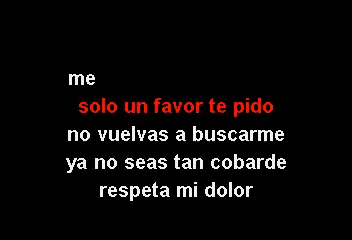 me
solo un favor te pido
no vuelvas a buscarme
ya no seas tan cobarde
respeta mi dolor